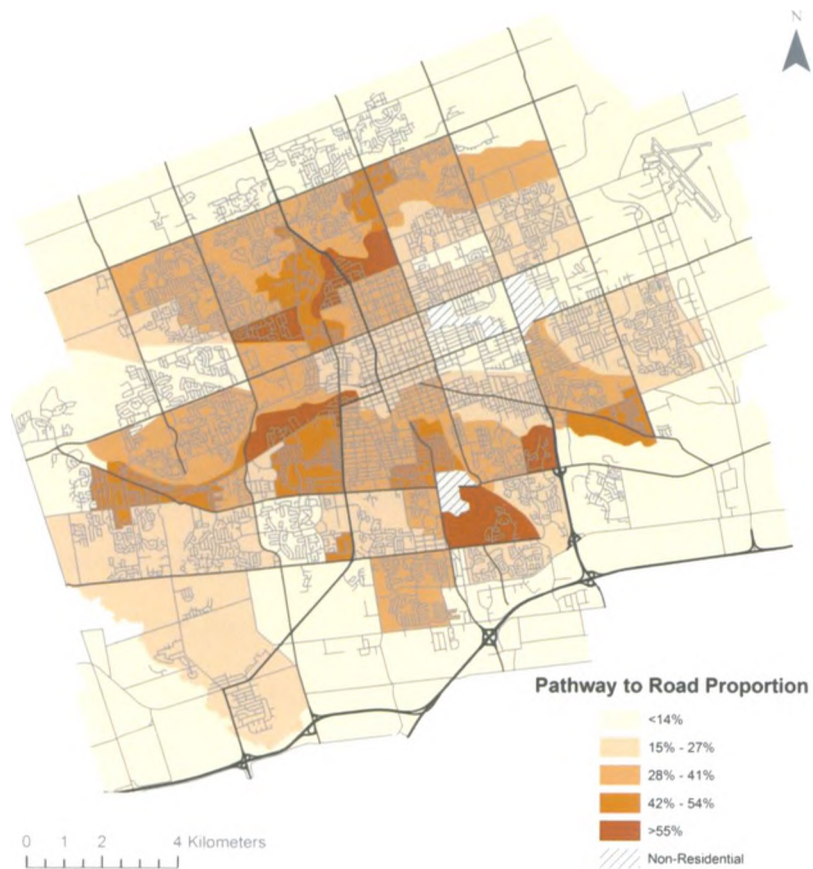 N
Pathway to Road Proportion
<14%
15% - 27%
28% - 41%
42% - 54%
>55%
Non-Residential
0 1 2 4 Kilometers